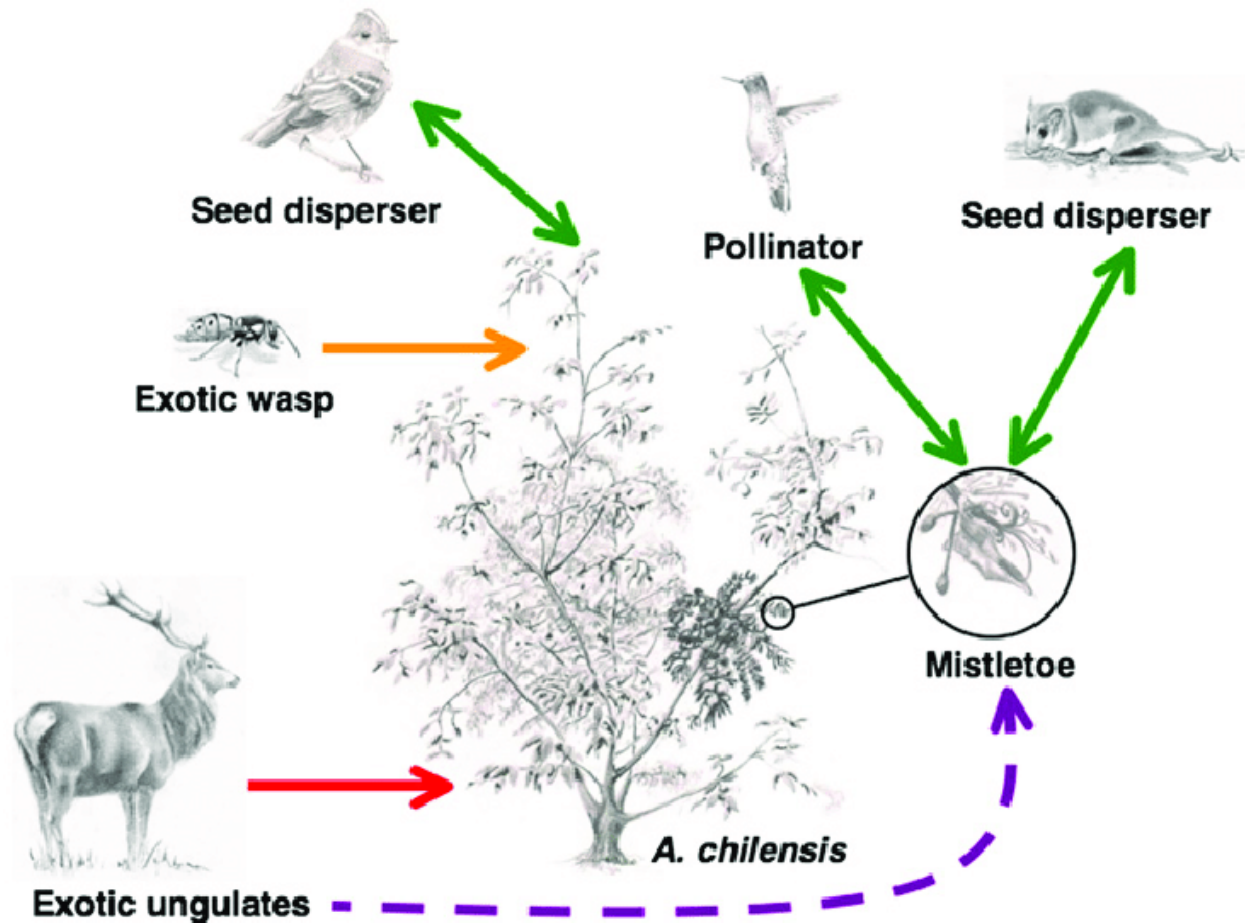 Seed disperser
Pollinator
Seed disperser
Exotic wasp
Mistletoe
A. chilensis
Exotic ungulates